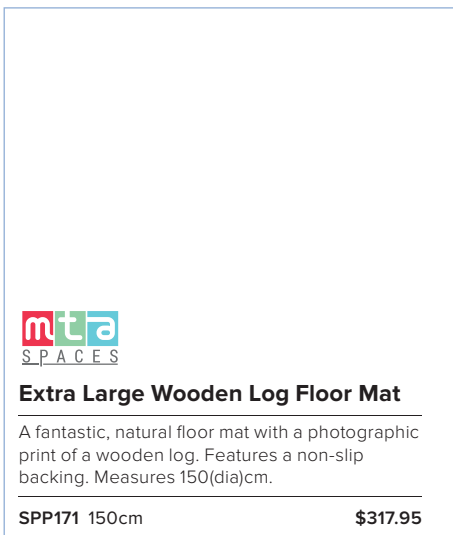 mta
SPACES
Extra Large Wooden Log Floor Mat
A fantastic, natural floor mat with a photographic
print of a wooden log. Features a non-slip
backing. Measures 150(dia)cm.
SPP171 150cm $317.95